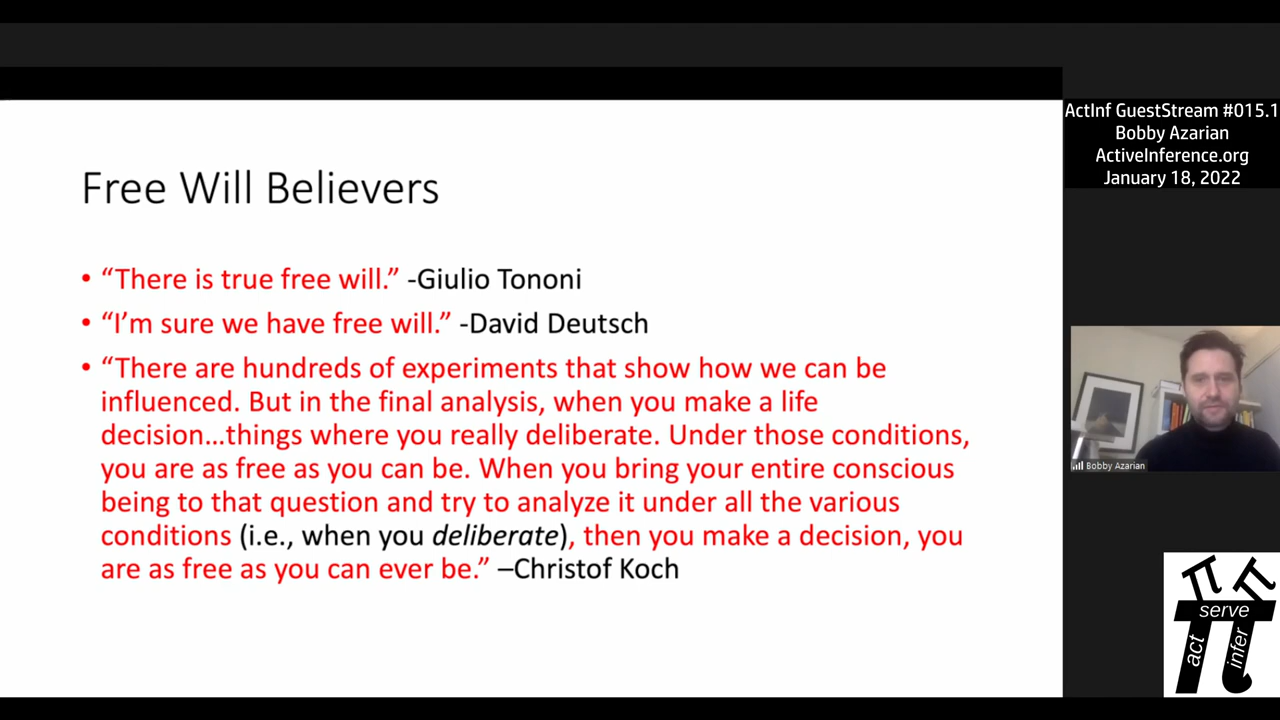 Free Will Believers
• “There is true free will.” -Giulio Tononi
• “I’m sure we have free will.” -David Deutsch
• “There are hundreds of experiments that show how we can be
influenced. But in the final analysis, when you make a life
decision…things where you really deliberate. Under those conditions,
you are as free as you can be. When you bring your entire conscious
being to that question and try to analyze it under all the various
conditions (i.e., when you deliberate), then you make a decision, you
are as free as you can ever be.” –Christof Koch
ActInf GuestStream #015.1
Bobby Azarian
ActiveInference.org
January 18, 2022
Bobby Azarian
serve
act
infer